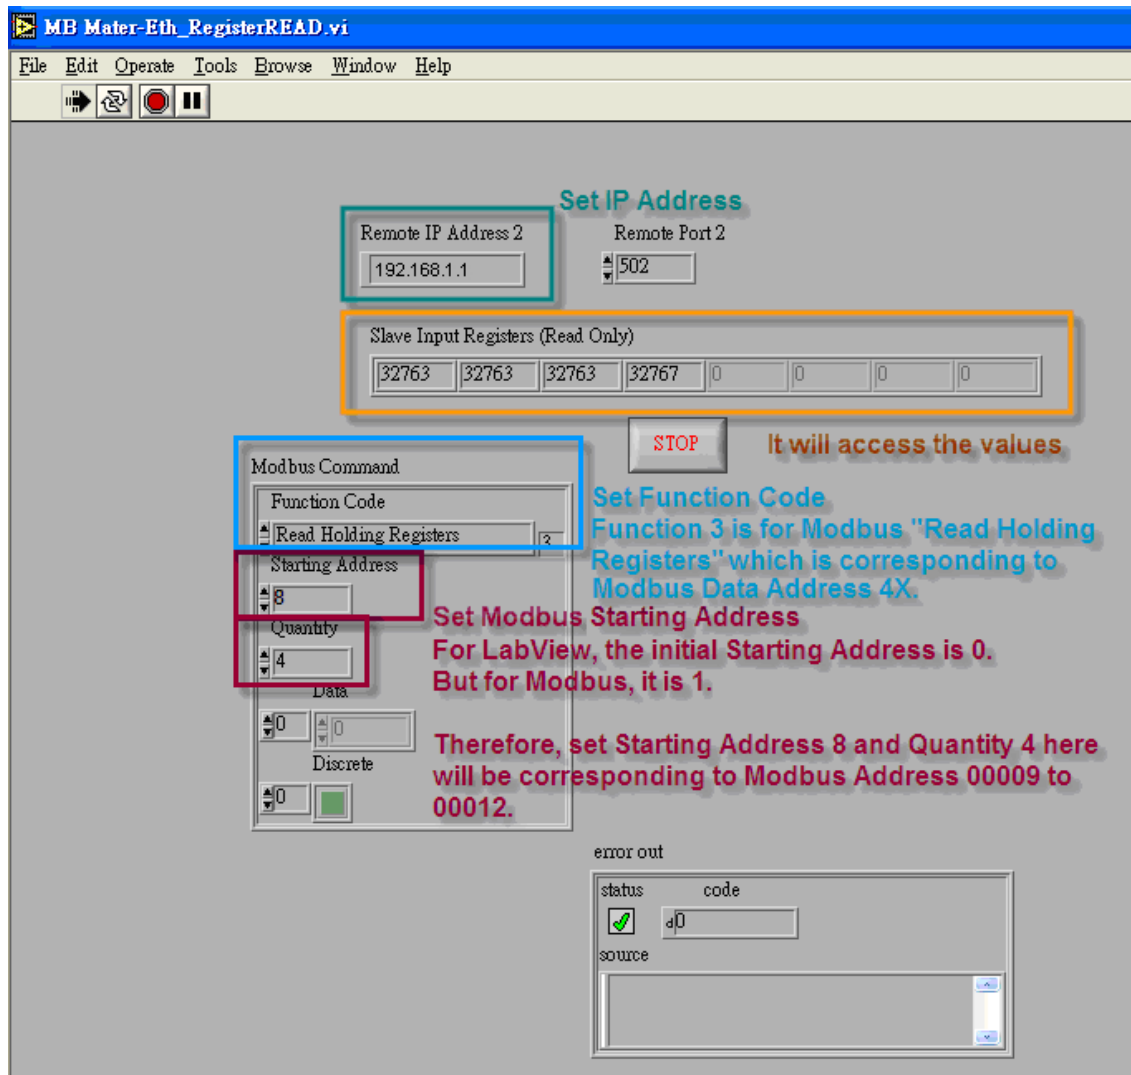 MB Mater-Eth_RegisterREAD.vi
File Edit Operate Tools Browse Window Help
Set IP Address
Remote IP Address 2 Remote Port 2
192.168.1.1 502
Slave Input Registers (Read Only)
32763 32763 32763 32767 0 0 0 0
STOP It will access the values
Modbus Command
Function Code
Read Holding Registers 3
Set Function Code
Function 3 is for Modbus "Read Holding
Registers" which is corresponding to
Modbus Data Address 4X.
Starting Address
8
Quantity
4
Set Modbus Starting Address
For LabView, the initial Starting Address is 0.
But for Modbus, it is 1.
Data
0 0
Discrete
0
Therefore, set Starting Address 8 and Quantity 4 here
will be corresponding to Modbus Address 00009 to
00012.
error out
status code
d0
source